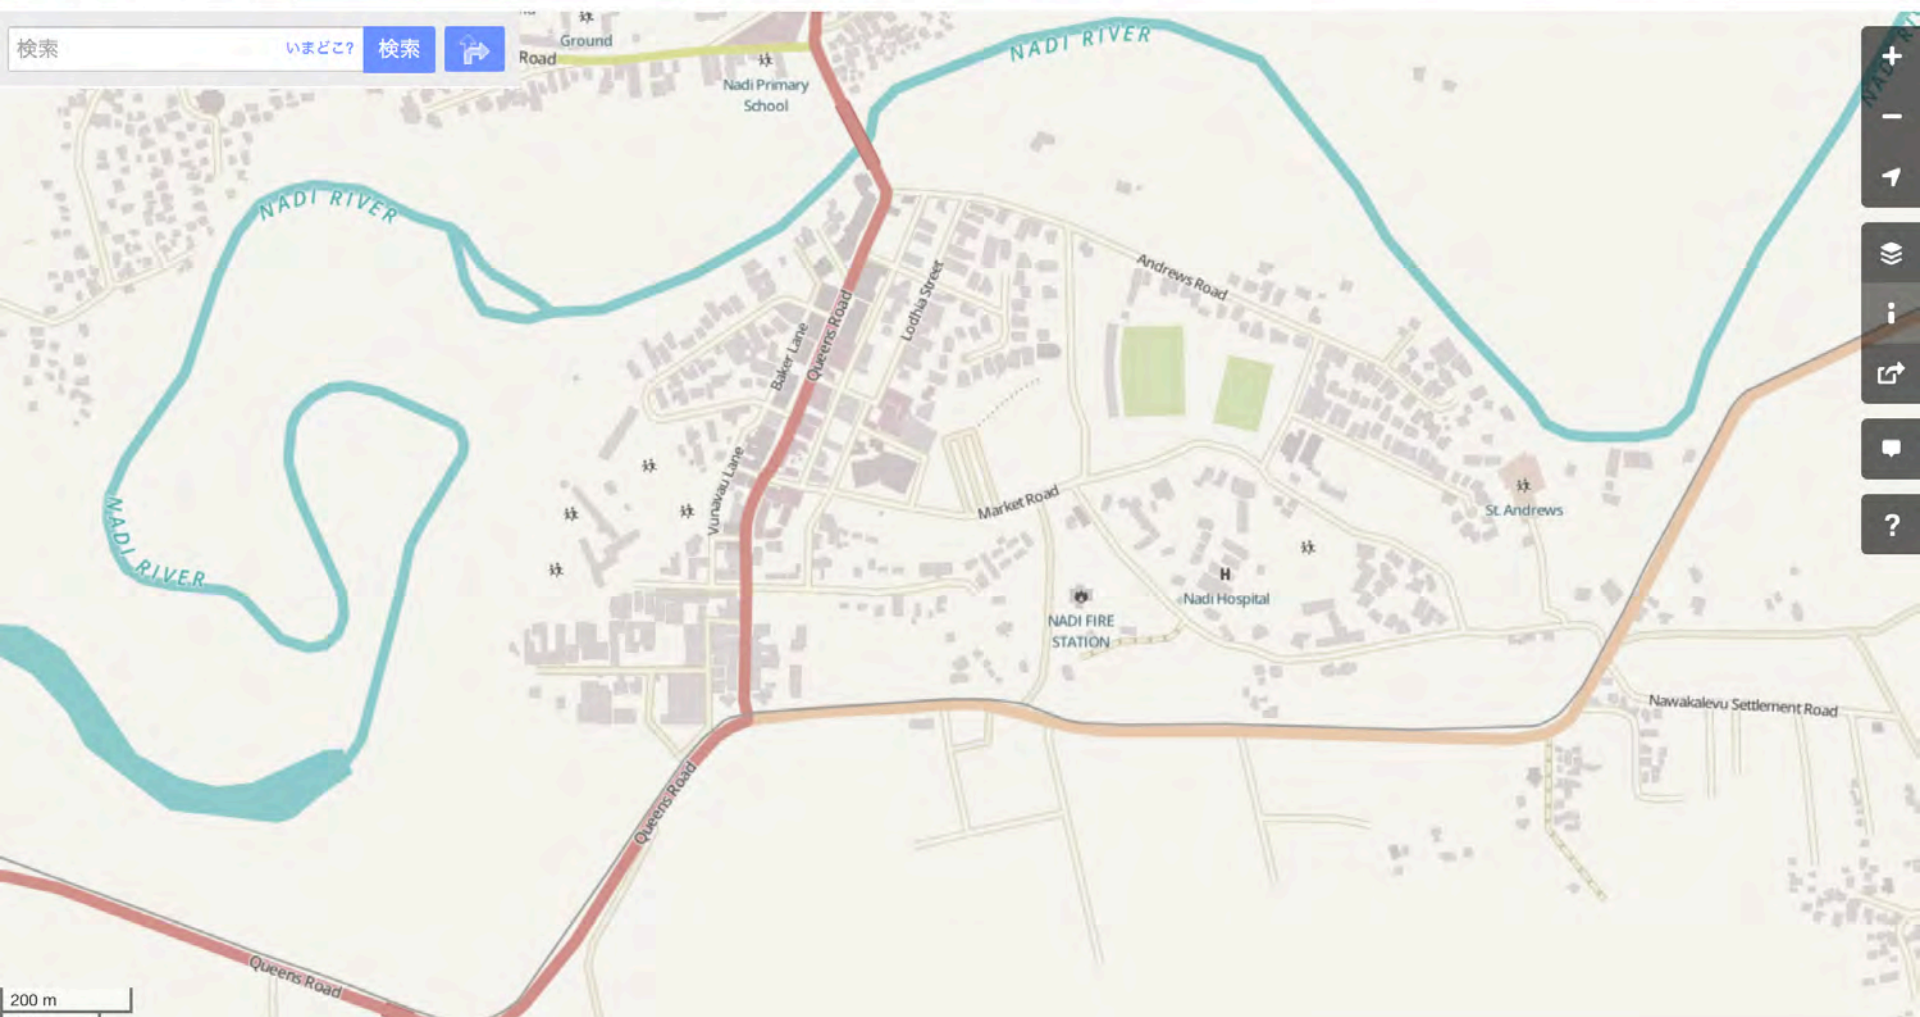 検索
いまどこ?
検索
Ground
Road
Nadi Primary
School
NADI RIVER
NADI RIVER
NADI RIVER
Andrews Road
Lodhia Street
Queens Road
Baker Lane
Vunavau Lane
Market Road
St. Andrews
H
Nadi Hospital
NADI FIRE
STATION
Nawakalevu Settlement Road
Queens Road
Queens Road
200 m
+
−
i
?